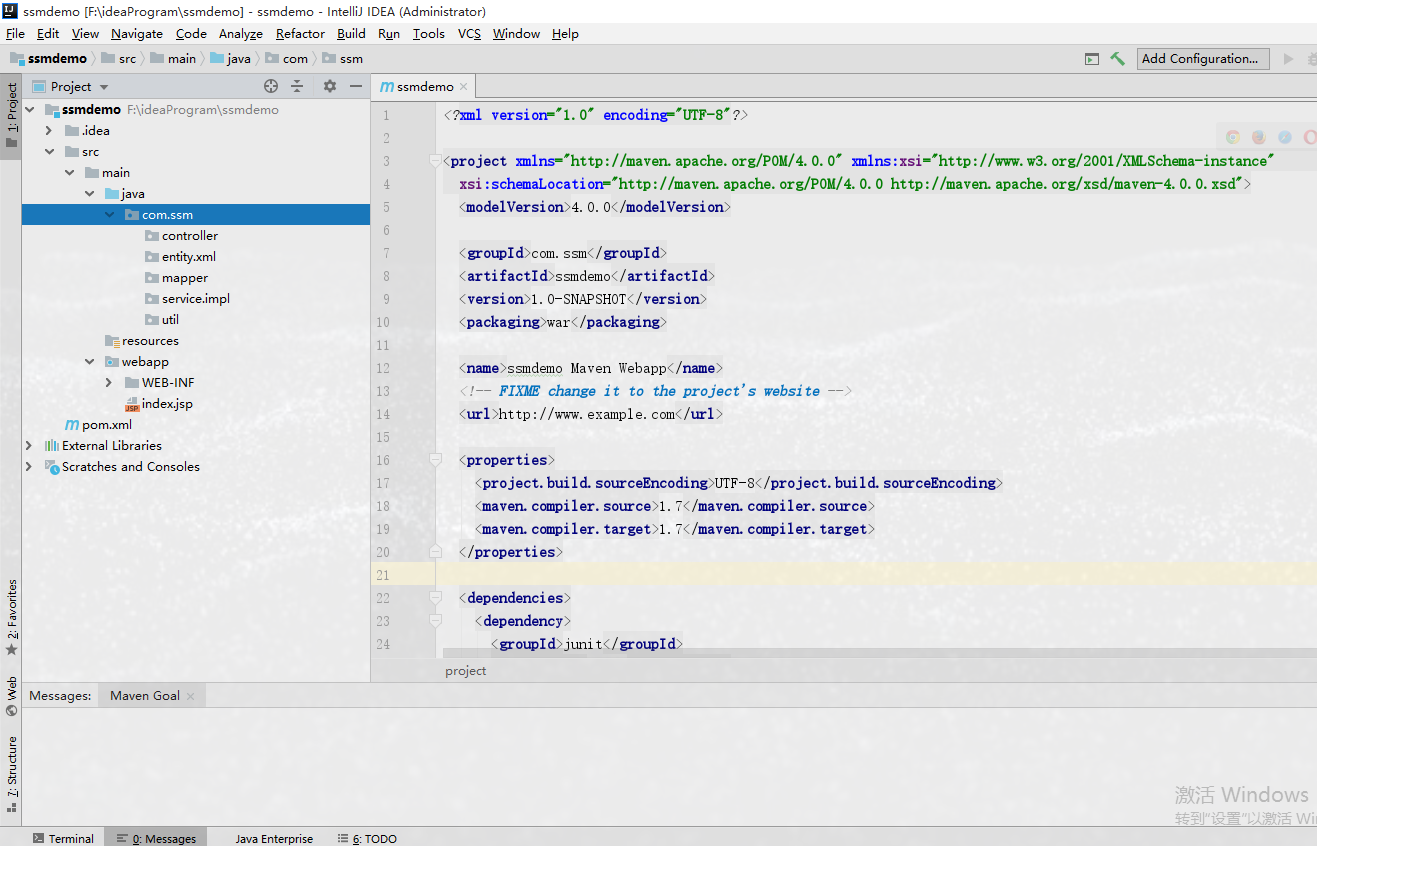 ssmdemo [F:\ideaProgram\ssmdemo] - ssmdemo - IntelliJ IDEA (Administrator)
File Edit View Navigate Code Analyze Refactor Build Run Tools VCS Window Help
ssmdemo src main java com ssm Add Configuration...
1: Project
2: Favorites
Web
7: Structure
Project
ssmdemo F:\ideaProgram\ssmdemo
.idea
src
main
java
com.ssm
controller
entity.xml
mapper
service.impl
util
resources
webapp
WEB-INF
index.jsp
pom.xml
External Libraries
Scratches and Consoles
ssmdemo
1 <?xml version="1.0" encoding="UTF-8"?>
2
3 <project xmlns="http://maven.apache.org/POM/4.0.0" xmlns:xsi="http://www.w3.org/2001/XMLSchema-instance"
4 xsi:schemaLocation="http://maven.apache.org/POM/4.0.0 http://maven.apache.org/xsd/maven-4.0.0.xsd">
5 <modelVersion>4.0.0</modelVersion>
6
7 <groupId>com.ssm</groupId>
8 <artifactId>ssmdemo</artifactId>
9 <version>1.0-SNAPSHOT</version>
10 <packaging>war</packaging>
11
12 <name>ssmdemo Maven Webapp</name>
13 <!-- FIXME change it to the project's website -->
14 <url>http://www.example.com</url>
15
16 <properties>
17 <project.build.sourceEncoding>UTF-8</project.build.sourceEncoding>
18 <maven.compiler.source>1.7</maven.compiler.source>
19 <maven.compiler.target>1.7</maven.compiler.target>
20 </properties>
21
22 <dependencies>
23 <dependency>
24 <groupId>junit</groupId>
project
Messages: Maven Goal
激活 Windows
转到"设置"以激活 Wi
Terminal 0: Messages Java Enterprise 6: TODO